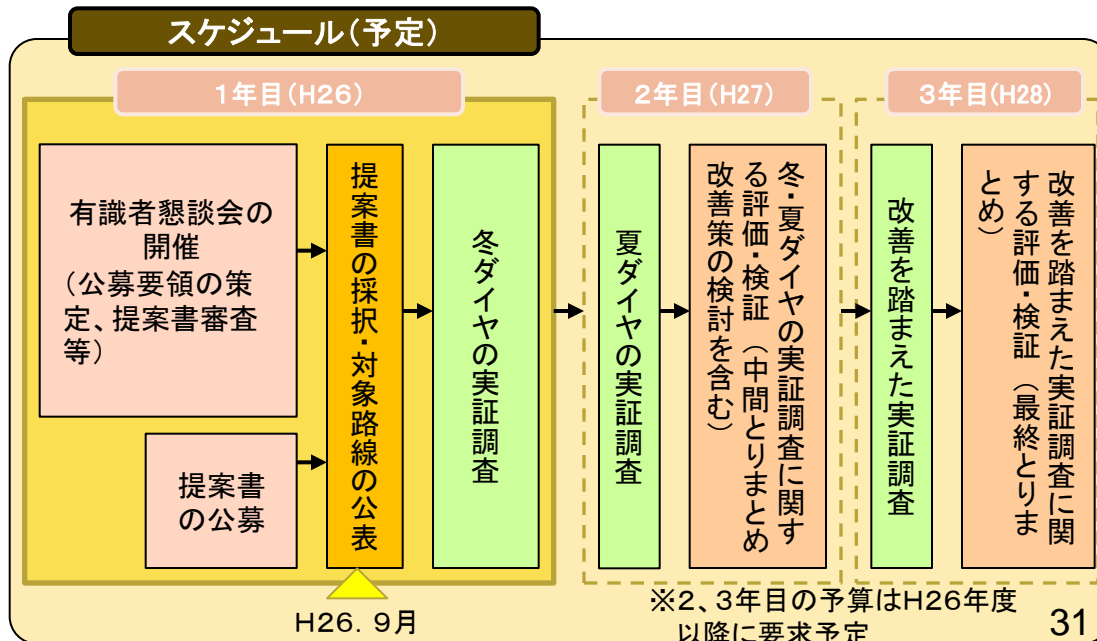 スケジュール(予定)
1年目(H26)
有識者懇談会の
開催
(公募要領の策
定、提案書審査
等)
提案書
の公募
提案書の採択・対象路線の公表
冬ダイヤの実証調査
H26. 9月
2年目(H27)
夏ダイヤの実証調査
冬・夏ダイヤの実証調査に関す
る評価・検証 (中間とりまとめ
改善策の検討を含む)
3年目(H28)
改善を踏まえた実証調査
改善を踏まえた実証調査に関
する評価・検証 (最終とりま
とめ)
※2、3年目の予算はH26年度
以降に要求予定
31